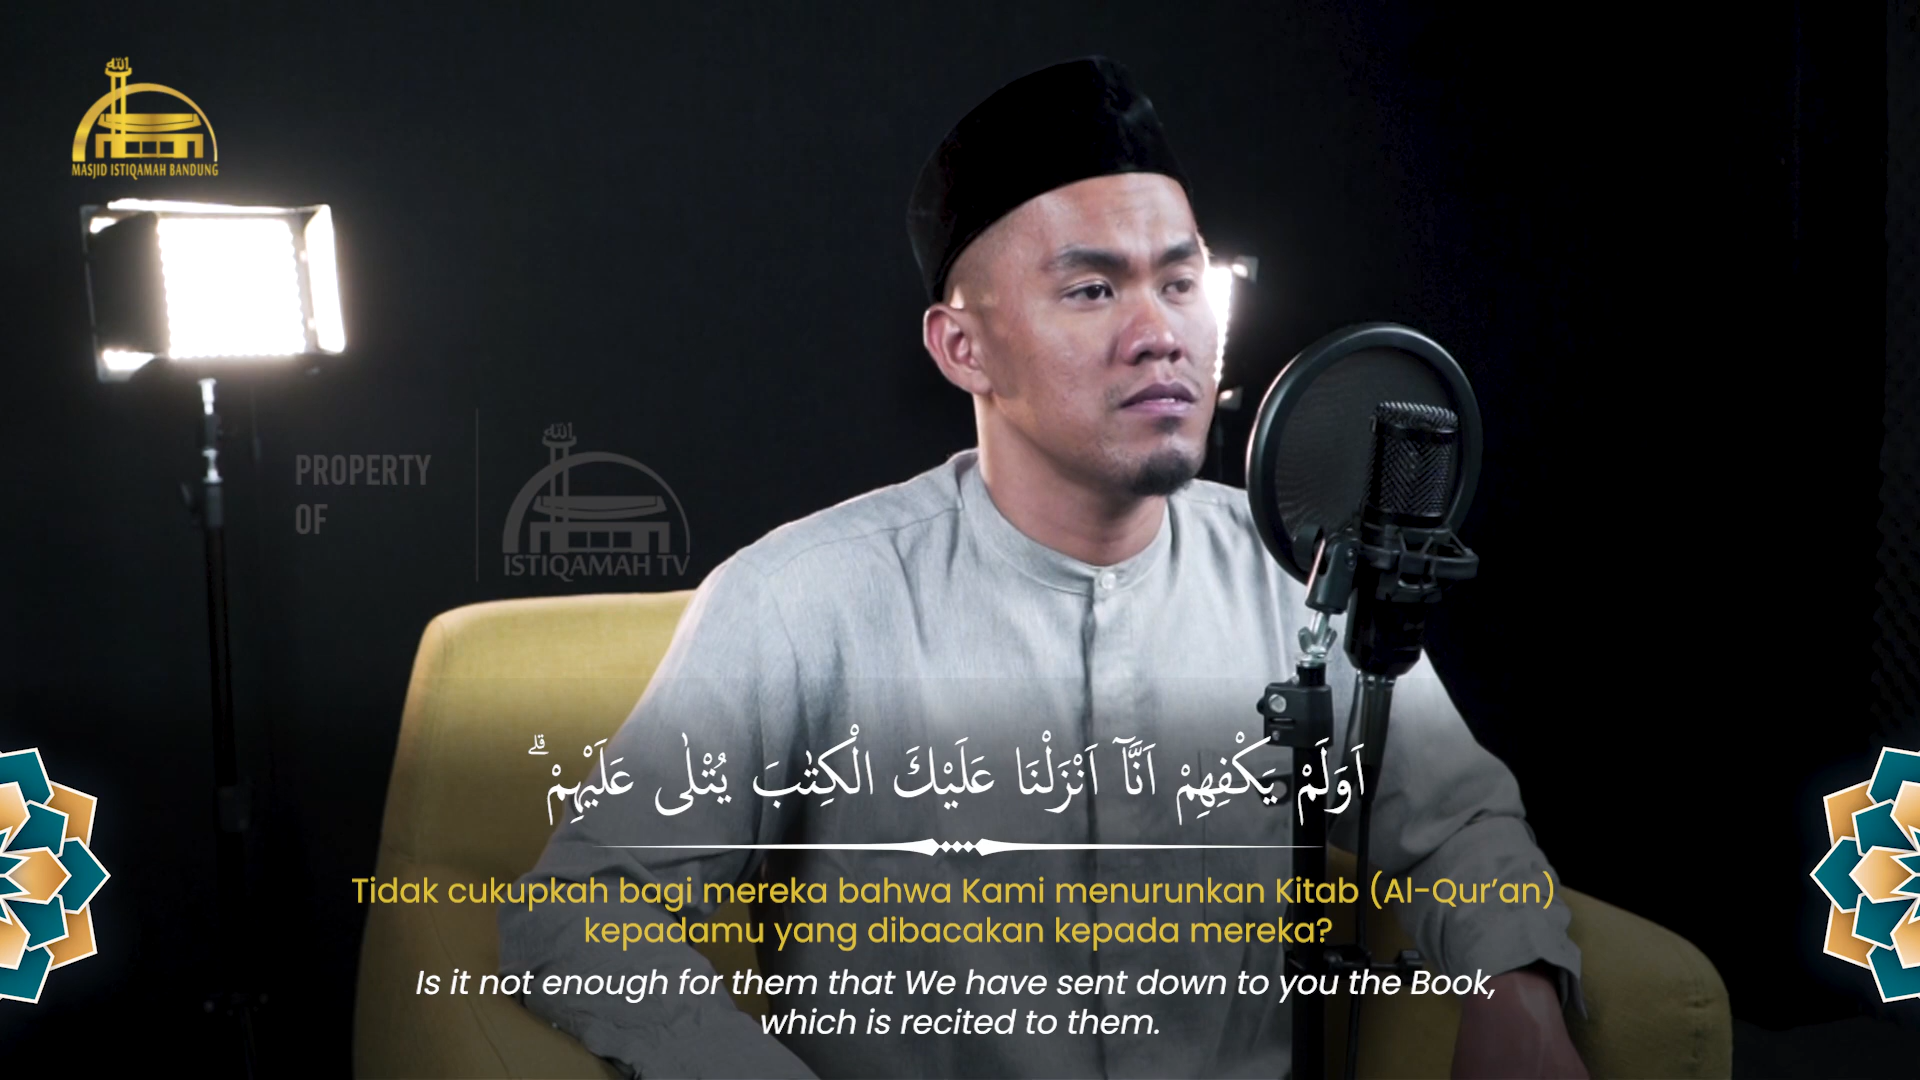 الله
MASJID ISTIQAMAH BANDUNG
PROPERTY
OF
الله
ISTIQAMAH TV
اَوَلَمْ يَكْفِهِمْ اَنَّآ اَنْزَلْنَا عَلَيْكَ الْكِتٰبَ يُتْلٰى عَلَيْهِمْ ۗ
Tidak cukupkah bagi mereka bahwa Kami menurunkan Kitab (Al-Qur’an)
kepadamu yang dibacakan kepada mereka?
Is it not enough for them that We have sent down to you the Book,
which is recited to them.